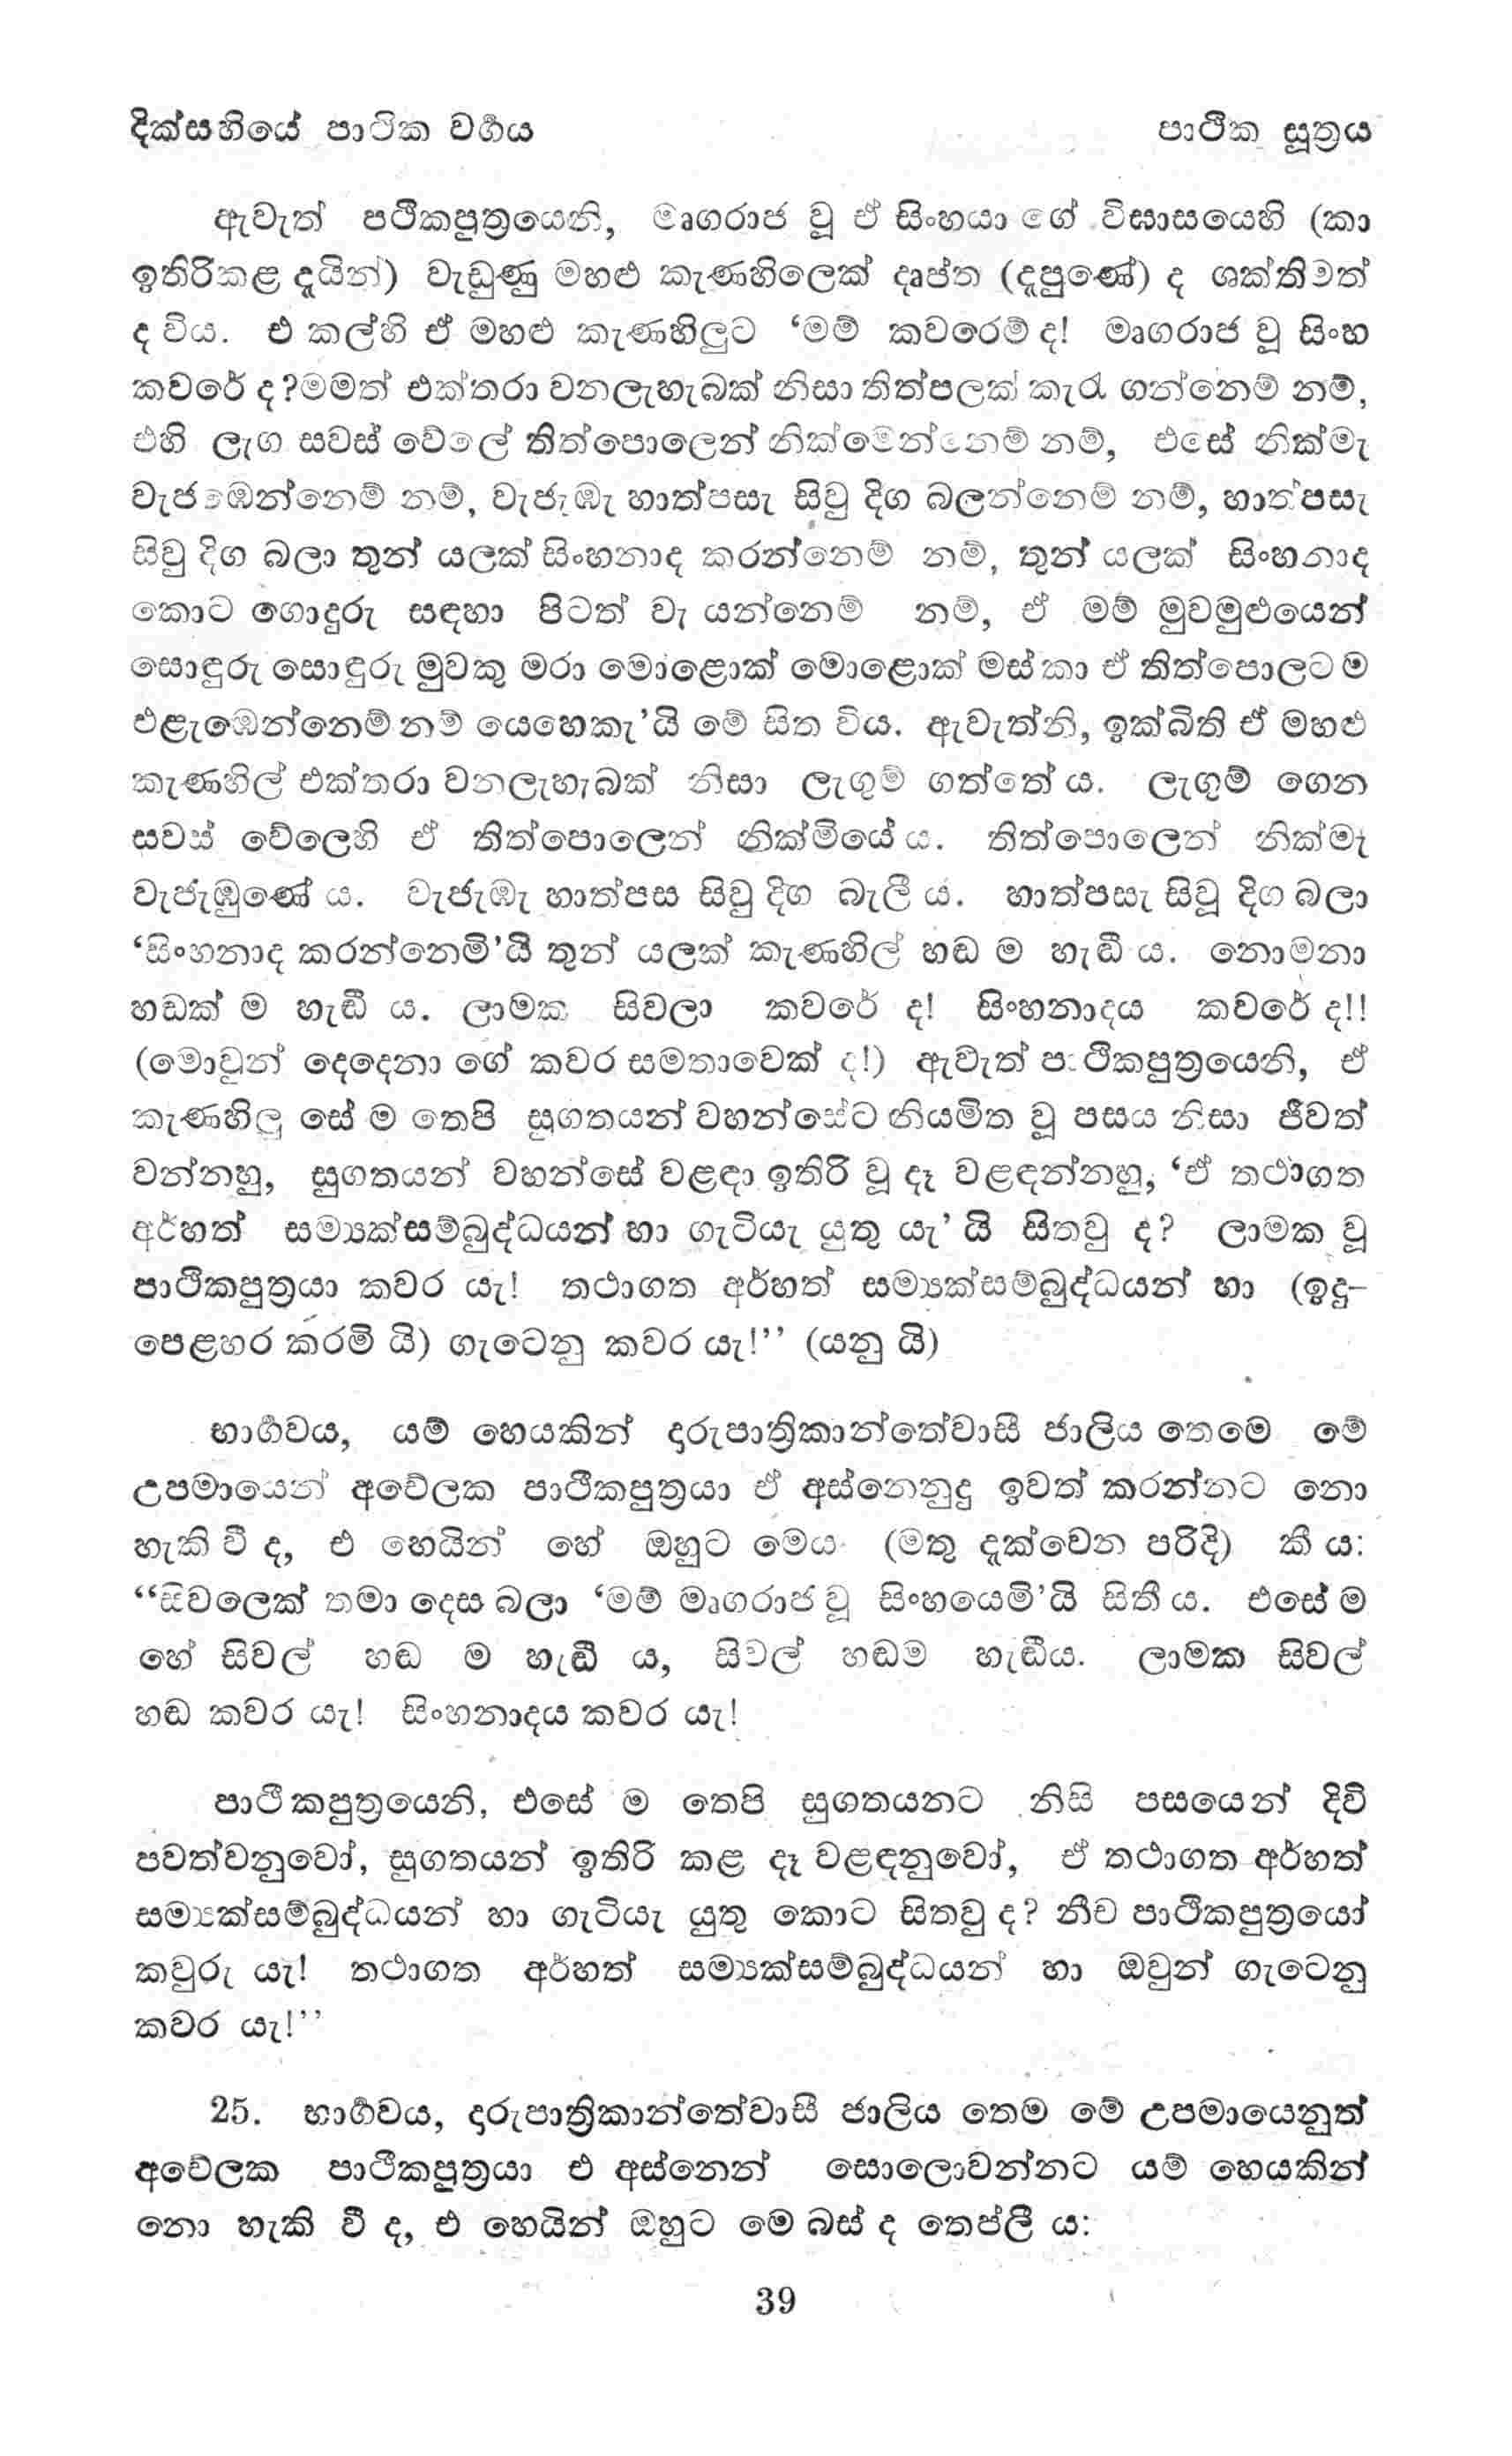 දික්සඟියේ පාථික වර්‍ගය
පාථික සූත්‍රය
ඇවැත් පාථිකපුත්‍රයෙනි, මෘගරාජ වූ ඒ සිංහයා ගේ විඝාසයෙහි (කා
ඉතිරිකළ දෑයින්) වැඩුණු මහළු කැණහිලෙක් දෘප්ත (දැපුණේ) ද ශක්තිමත්
ද විය. එ කල්හි ඒ මහළු කැණහිලුට ‘මම් කවරෙම් ද! මෘගරාජ වූ සිංහ
කවරේ ද? මමත් එක්තරා වනලැහැබක් නිසා තිත්පලක් කැරැ ගන්නෙම් නම්,
එහි ලැග සවස් වේලේ තිත්පොලෙන් නික්මෙන්නෙම් නම්, එසේ නික්මැ
වැජඹෙන්නෙම් නම්, වැජැඹැ හාත්පසැ සිවු දිග බලන්නෙම් නම්, හාත්පසැ
සිවු දිග බලා තුන් යලක් සිංහනාද කරන්නෙම් නම්, තුන් යලක් සිංහනාද
කොට ගොදුරු සඳහා පිටත් වැ යන්නෙම් නම්, ඒ මම් මුවමුළුයෙන්
සොඳුරු සොඳුරු මුවකු මරා මොළොක් මොළොක් මස් කා ඒ තිත්පොලට ම
එළැඹෙන්නෙම් නම් යෙහෙකැ’යි මේ සිත විය. ඇවැත්නි, ඉක්බිති ඒ මහළු
කැණහිල් එක්තරා වනලැහැබක් නිසා ලැගුම් ගත්තේ ය. ලැගුම් ගෙන
සවස් වේලෙහි ඒ තිත්පොලෙන් නික්මියේ ය. තිත්පොලෙන් නික්මැ
වැජැඹුණේ ය. වැජැඹැ හාත්පස සිවු දිග බැලී ය. හාත්පසැ සිවූ දිග බලා
‘සිංහනාද කරන්නෙමි’යි තුන් යලක් කැණහිල් හඬ ම හැඬී ය. නොමනා
හඩක් ම හැඬී ය. ලාමක සිවලා කවරේ ද! සිංහනාදය කවරේ ද!!
(මොවුන් දෙදෙනා ගේ කවර සමතාවෙක් ද!) ඇවැත් පාථිකපුත්‍රයෙනි, ඒ
කැණහිලු සේ ම තෙපි සුගතයන් වහන්සේට නියමිත වූ පසය නිසා ජීවත්
වන්නහු, සුගතයන් වහන්සේ වළඳා ඉතිරි වූ දෑ වළඳන්නහු, ‘ඒ තථාගත
අර්හත් සම්‍යක්සම්බුද්ධයන් හා ගැටියැ යුතු යැ’ යි සිතවු ද? ලාමක වූ
පාථිකපුත්‍රයා කවර යැ! තථාගත අර්හත් සම්‍යක්සම්බුද්ධයන් හා (ඉදු-
පෙළහර කරමි යි) ගැටෙනු කවර යැ!’’ (යනු යි)
භාර්‍ගවය, යම් හෙයකින් දාරුපාත්‍රිකාන්තේවාසී ජාලිය තෙමෙ මේ
උපමායෙන් අචේලක පාථිකපුත්‍රයා ඒ අස්නෙනුදු ඉවත් කරන්නට නො
හැකි වී ද, එ හෙයින් හේ ඔහුට මෙය (මතු දැක්වෙන පරිදි) කී ය:
‘‘සිවලෙක් තමා දෙස බලා ‘මම් මෘගරාජ වූ සිංහයෙමි’යි සිතී ය. එසේ ම
හේ සිවල් හඬ ම හැඬී ය, සිවල් හඬම හැඬීය. ලාමක සිවල්
හඬ කවර යැ! සිංහනාදය කවර යැ!
පාථිකපුත්‍රයෙනි, එසේ ම තෙපි සුගතයනට නිසි පසයෙන් දිවි
පවත්වනුවෝ, සුගතයන් ඉතිරි කළ දෑ වළඳනුවෝ, ඒ තථාගත අර්හත්
සම්‍යක්සම්බුද්ධයන් හා ගැටියැ යුතු කොට සිතවු ද? නීච පාථිකපුත්‍රයෝ
කවුරු යැ! තථාගත අර්හත් සම්‍යක්සම්බුද්ධයන් හා ඔවුන් ගැටෙනු
කවර යැ!’’
25. භාර්‍ගවය, දාරුපාත්‍රිකාන්තේවාසී ජාලිය තෙම මේ උපමායෙනුත්
අචේලක පාථිකපුත්‍රයා එ අස්නෙන් සොලොවන්නට යම් හෙයකින්
නො හැකි වී ද, එ හෙයින් ඔහුට මෙ බස් ද තෙප්ලී ය:
39